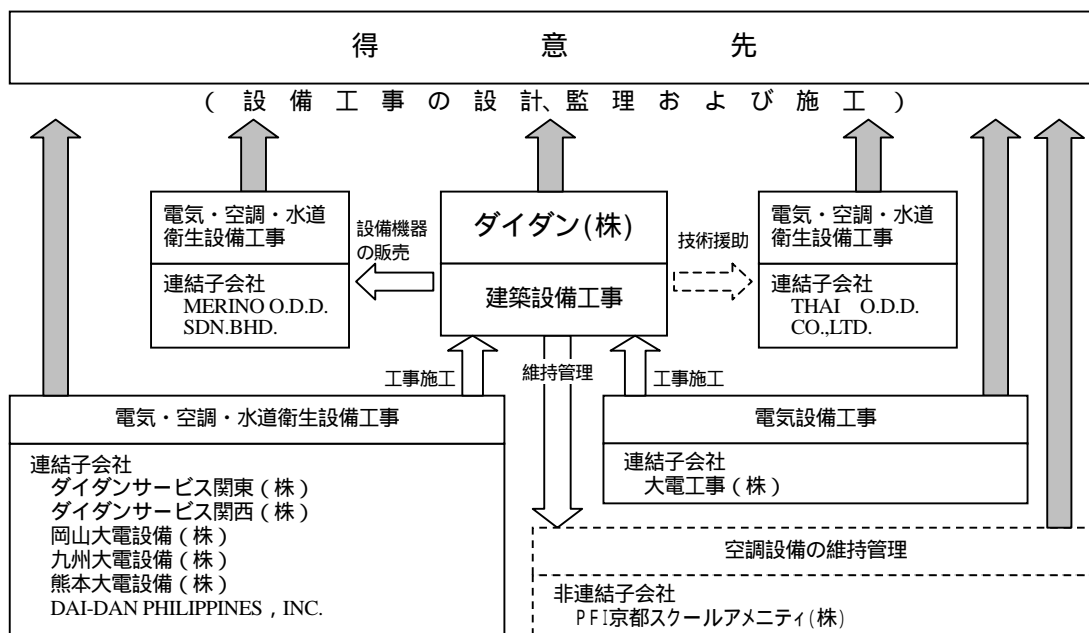 得意先
(設備工事の設計、監理および施工)
電気・空調・水道
衛生設備工事
連結子会社
MERINO O.D.D.
SDN.BHD.
設備機器
の販売
ダイダン(株)
建築設備工事
技術援助
電気・空調・水道
衛生設備工事
連結子会社
THAI O.D.D.
CO.,LTD.
工事施工
維持管理
工事施工
電気・空調・水道衛生設備工事
連結子会社
ダイダンサービス関東(株)
ダイダンサービス関西(株)
岡山大電設備(株)
九州大電設備(株)
熊本大電設備(株)
DAI-DAN PHILIPPINES , INC.
電気設備工事
連結子会社
大電工事(株)
空調設備の維持管理
非連結子会社
PFI京都スクールアメニティ(株)